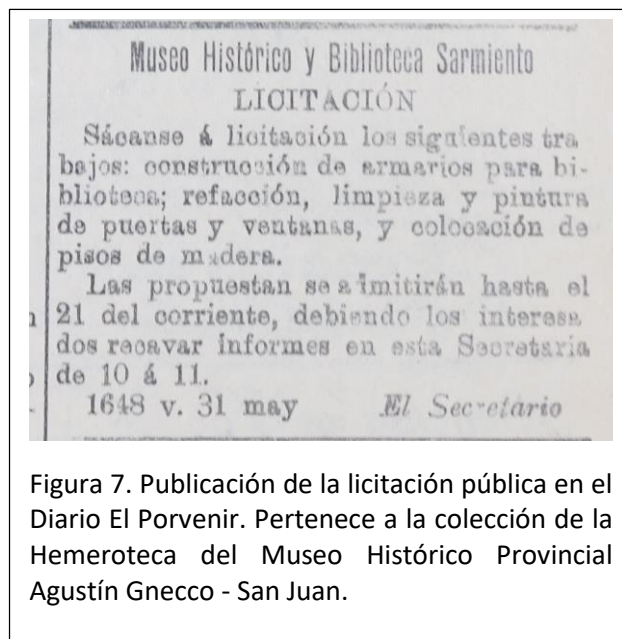 Museo Histórico y Biblioteca Sarmiento
LICITACIÓN
Sácanse á licitación los siguientes tra
bajos: construcción de armarios para bi-
blioteca; refacción, limpieza y pintura
de puertas y ventanas, y colocación de
pisos de madera.
Las propuestan se admitirán hasta el
21 del corriente, debiendo los interesa
dos recavar informes en esta Secretaria
de 10 á 11.
1648 v. 31 may El Secretario
Figura 7. Publicación de la licitación pública en el
Diario El Porvenir. Pertenece a la colección de la
Hemeroteca del Museo Histórico Provincial
Agustín Gnecco - San Juan.